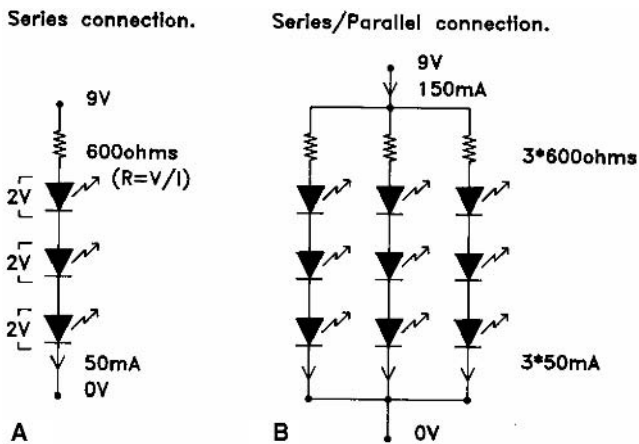 Series connection.
9V
600ohms
(R=V/I)
2V
2V
2V
50mA
0V
A
Series/Parallel connection.
9V
150mA
3*600ohms
3*50mA
0V
B